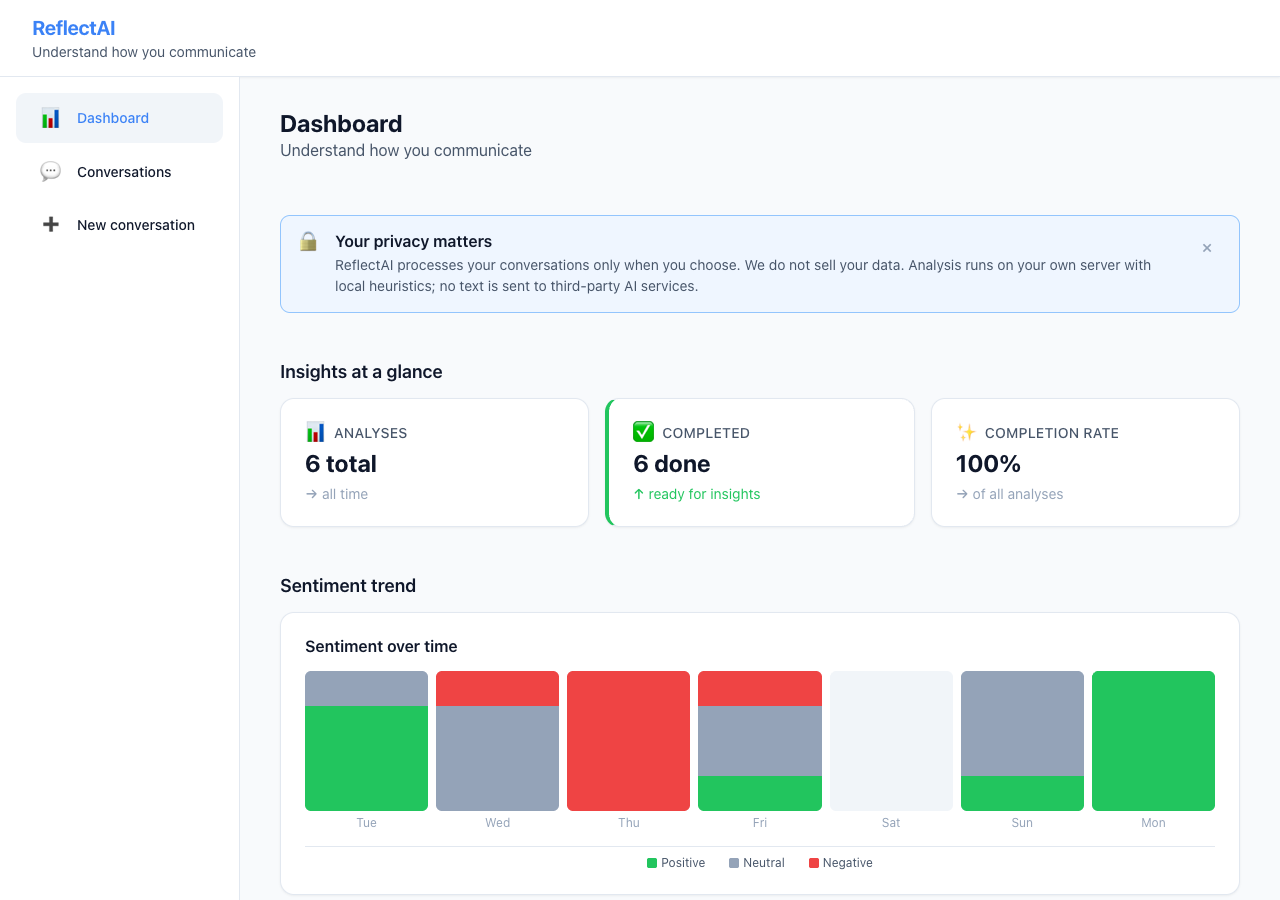 ReflectAI
Understand how you communicate
Dashboard
Conversations
New conversation
Dashboard
Understand how you communicate
Your privacy matters
×
ReflectAI processes your conversations only when you choose. We do not sell your data. Analysis runs on your own server with
local heuristics; no text is sent to third-party AI services.
Insights at a glance
ANALYSES
6 total
→ all time
COMPLETED
6 done
↑ ready for insights
COMPLETION RATE
100%
→ of all analyses
Sentiment trend
Sentiment over time
Tue Wed Thu Fri Sat Sun Mon
Positive Neutral Negative